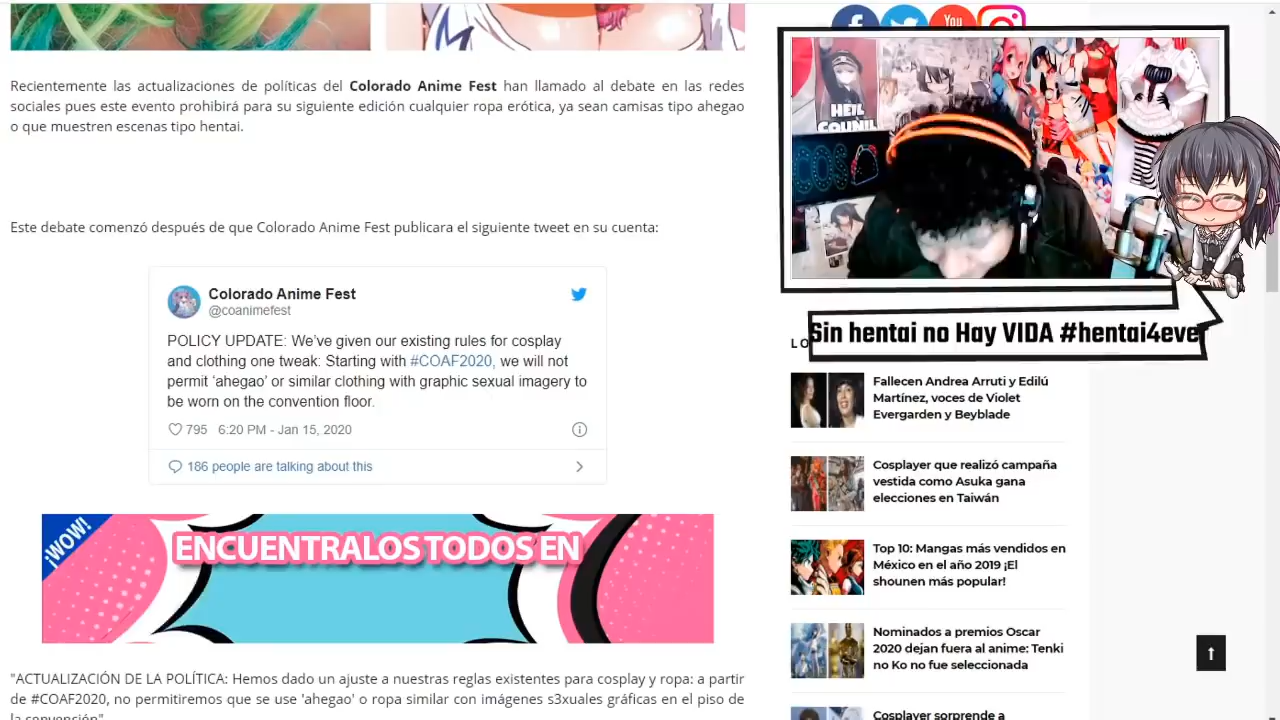 You
Recientemente las actualizaciones de políticas del Colorado Anime Fest han llamado al debate en las redes
sociales pues este evento prohibirá para su siguiente edición cualquier ropa erótica, ya sean camisas tipo ahegao
o que muestren escenas tipo hentai.
HEIL
COUNIL
Este debate comenzó después de que Colorado Anime Fest publicara el siguiente tweet en su cuenta:
Colorado Anime Fest
@coanimefest
POLICY UPDATE: We've given our existing rules for cosplay
and clothing one tweak: Starting with #COAF2020, we will not
permit 'ahegao' or similar clothing with graphic sexual imagery to
be worn on the convention floor.
795 6:20 PM - Jan 15, 2020
186 people are talking about this
¡WOW!
ENCUENTRALOS TODOS EN
"ACTUALIZACIÓN DE LA POLÍTICA: Hemos dado un ajuste a nuestras reglas existentes para cosplay y ropa: a partir
de #COAF2020, no permitiremos que se use 'ahegao' o ropa similar con imágenes s3xuales gráficas en el piso de
la convención"
Sin hentai no Hay VIDA #hentai4eve
LO
Fallecen Andrea Arruti y Edilú
Martínez, voces de Violet
Evergarden y Beyblade
Cosplayer que realizó campaña
vestida como Asuka gana
elecciones en Taiwán
Top 10: Mangas más vendidos en
México en el año 2019 ¡El
shounen más popular!
Nominados a premios Oscar
2020 dejan fuera al anime: Tenki
no Ko no fue seleccionada
Cosplayer sorprende a